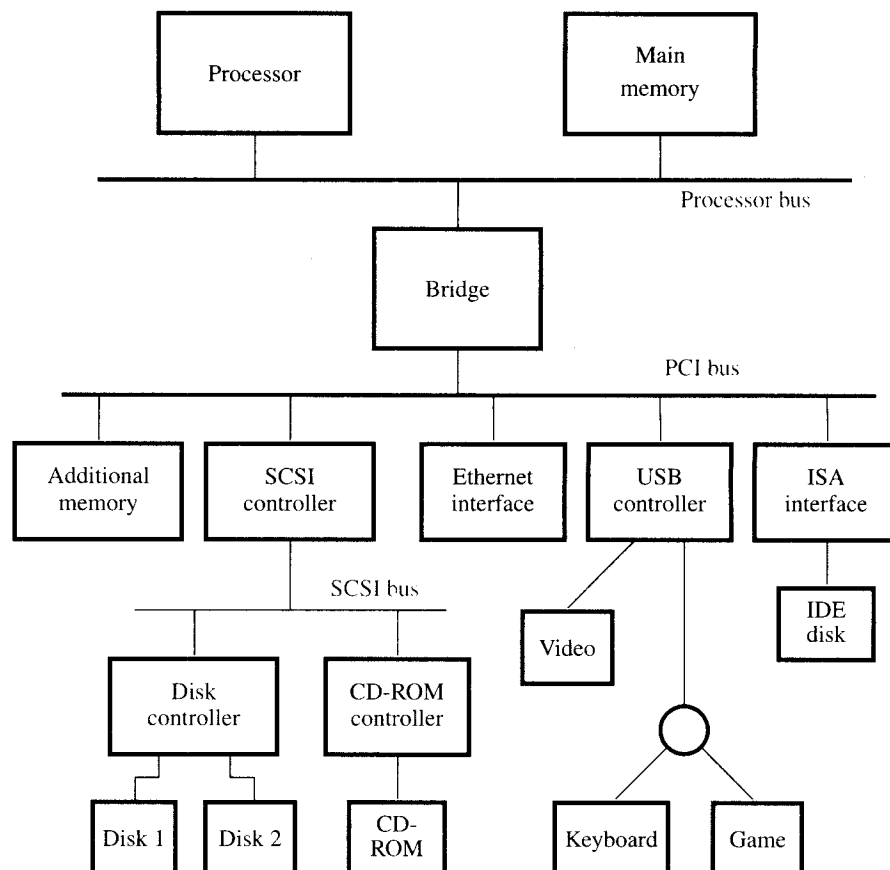 Processor
Main
memory
Processor bus
Bridge
PCI bus
Additional
memory
SCSI
controller
Ethernet
interface
USB
controller
ISA
interface
SCSI bus
Video
IDE
disk
Disk
controller
CD-ROM
controller
Disk 1
Disk 2
CD-
ROM
Keyboard
Game